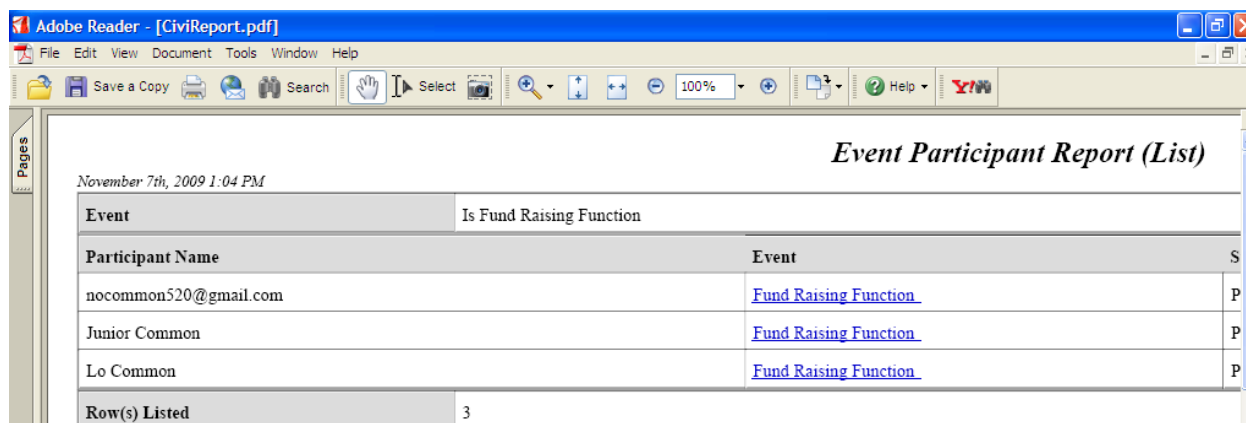 Adobe Reader - [CiviReport.pdf]
File Edit View Document Tools Window Help
Save a Copy Search Select 100% Help Y!
Pages
Event Participant Report (List)
November 7th, 2009 1:04 PM
Event Is Fund Raising Function
Participant Name Event S
nocommon520@gmail.com Fund Raising Function P
Junior Common Fund Raising Function P
Lo Common Fund Raising Function P
Row(s) Listed 3